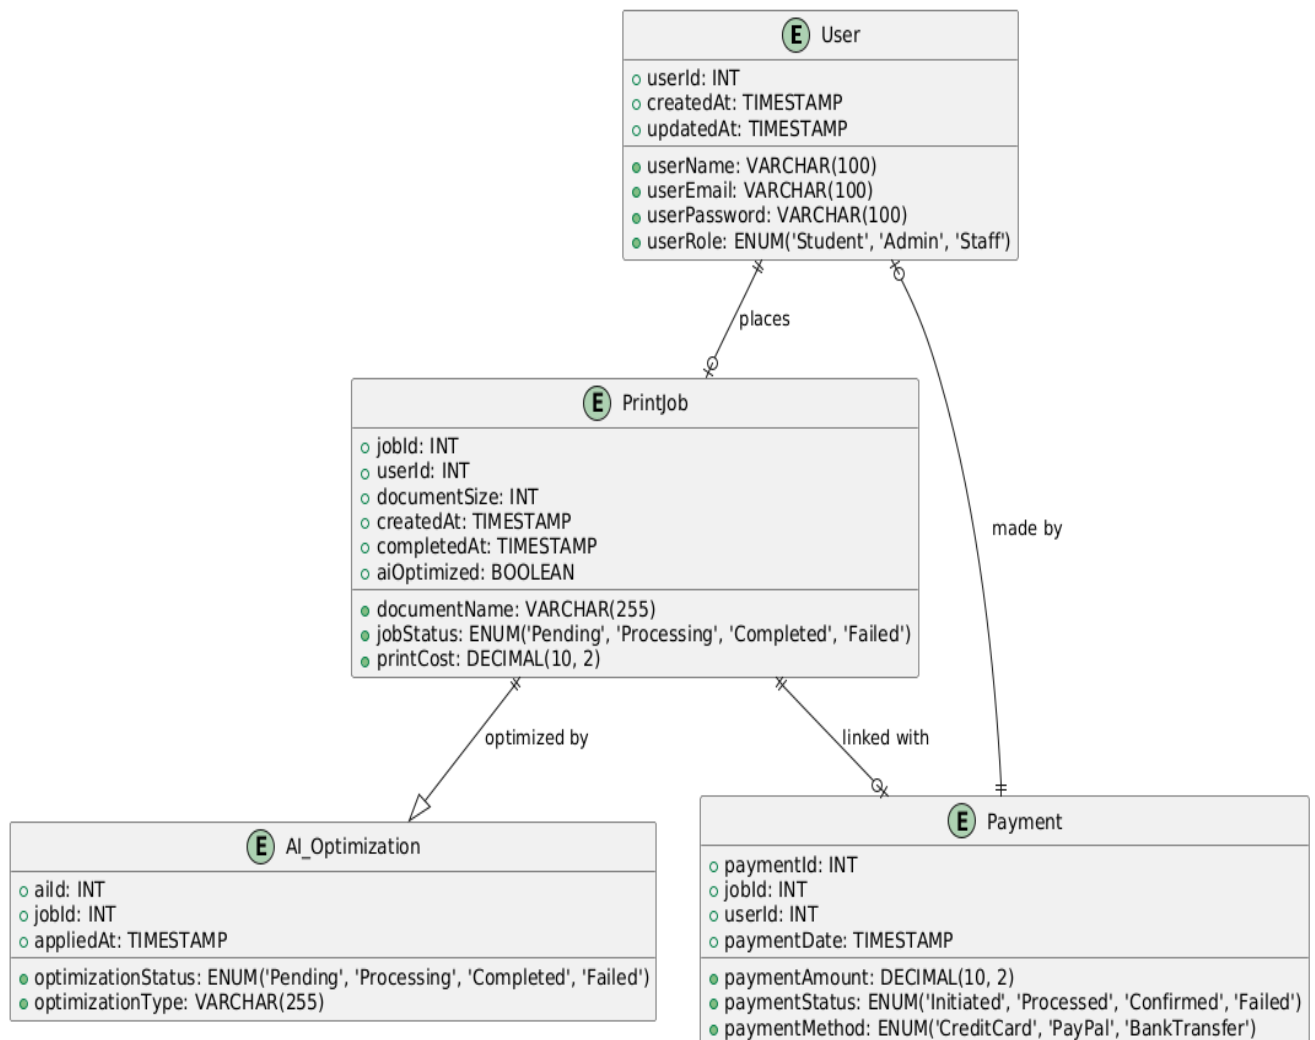 E User
userId: INT
createdAt: TIMESTAMP
updatedAt: TIMESTAMP
userName: VARCHAR(100)
userEmail: VARCHAR(100)
userPassword: VARCHAR(100)
userRole: ENUM('Student', 'Admin', 'Staff')
places
E PrintJob
jobId: INT
userId: INT
documentSize: INT
createdAt: TIMESTAMP
completedAt: TIMESTAMP
aiOptimized: BOOLEAN
documentName: VARCHAR(255)
jobStatus: ENUM('Pending', 'Processing', 'Completed', 'Failed')
printCost: DECIMAL(10, 2)
made by
optimized by
linked with
E AI_Optimization
aiId: INT
jobId: INT
appliedAt: TIMESTAMP
optimizationStatus: ENUM('Pending', 'Processing', 'Completed', 'Failed')
optimizationType: VARCHAR(255)
E Payment
paymentId: INT
jobId: INT
userId: INT
paymentDate: TIMESTAMP
paymentAmount: DECIMAL(10, 2)
paymentStatus: ENUM('Initiated', 'Processed', 'Confirmed', 'Failed')
paymentMethod: ENUM('CreditCard', 'PayPal', 'BankTransfer')